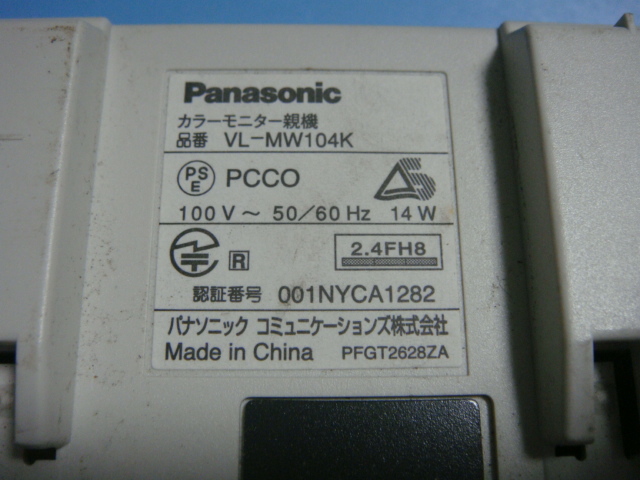 Panasonic
カラーモニター親機
品番 VL-MW104K
PSE PCCO
100V～ 50/60Hz 14W
R 2.4FH8
認証番号 001NYCA1282
パナソニック コミュニケーションズ株式会社
Made in China PFGT2628ZA